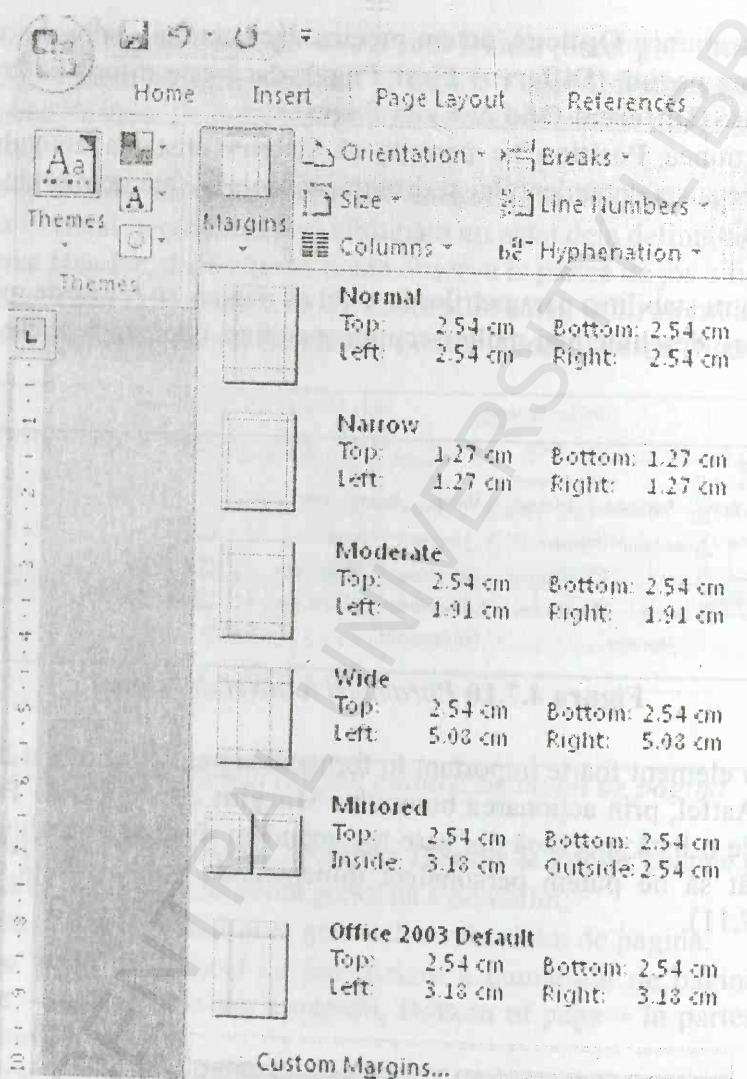 Home Insert Page Layout References
Aa
Themes
Margins
Orientation
Breaks
A
Size
Line Numbers
Columns
Hyphenation
Themes
Normal
Top: 2.54 cm Bottom: 2.54 cm
Left: 2.54 cm Right: 2.54 cm
Narrow
Top: 1.27 cm Bottom: 1.27 cm
Left: 1.27 cm Right: 1.27 cm
Moderate
Top: 2.54 cm Bottom: 2.54 cm
Left: 1.91 cm Right: 1.91 cm
Wide
Top: 2.54 cm Bottom: 2.54 cm
Left: 5.08 cm Right: 5.08 cm
Mirrored
Top: 2.54 cm Bottom: 2.54 cm
Inside: 3.18 cm Outside: 2.54 cm
Office 2003 Default
Top: 2.54 cm Bottom: 2.54 cm
Left: 3.18 cm Right: 3.18 cm
Custom Margins...
CENTRAL UNIVERSITY